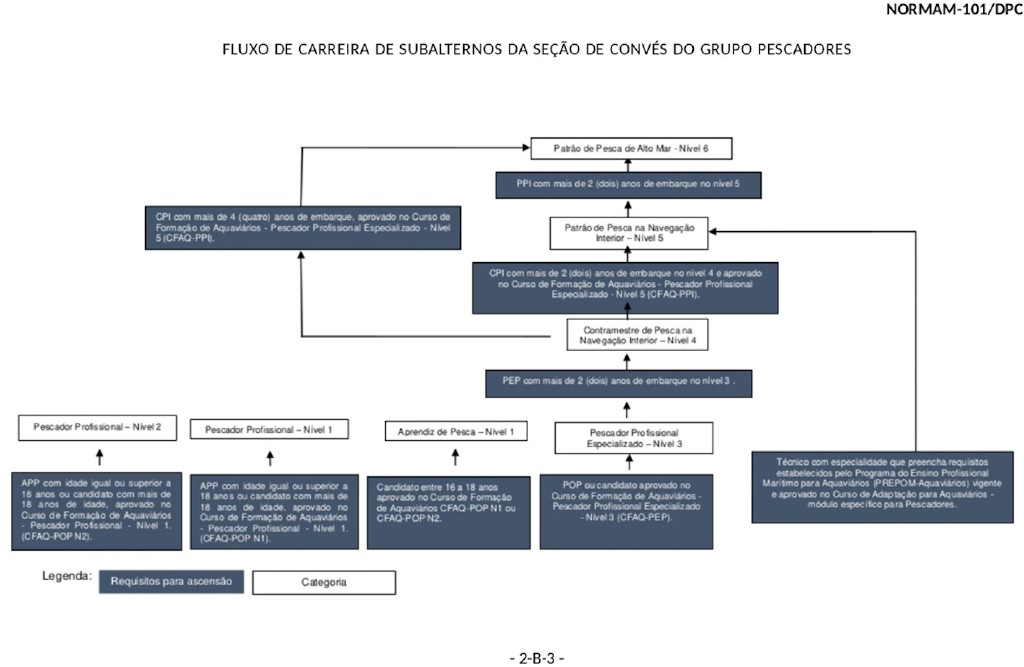 NORMAM-101/DPC
FLUXO DE CARREIRA DE SUBALTERNOS DA SEÇÃO DE CONVÉS DO GRUPO PESCADORES
Patrão de Pesca de Alto Mar - Nível 6
PPI com mais de 2 (dois) anos de embarque no nível 5
CPI com mais de 4 (quatro) anos de embarque, aprovado no Curso de
Formação de Aquaviários - Pescador Profissional Especializado - Nível
5 (CFAQ-PPI).
Patrão de Pesca na Navegação
Interior – Nível 5
CPI com mais de 2 (dois) anos de embarque no nível 4 e aprovado
no Curso de Formação de Aquaviários - Pescador Profissional
Especializado - Nível 5 (CFAQ-PPI).
Contramestre de Pesca na
Navegação Interior – Nível 4
PEP com mais de 2 (dois) anos de embarque no nível 3 .
Pescador Profissional – Nível 2
Pescador Profissional – Nível 1
Aprendiz de Pesca – Nível 1
Pescador Profissional
Especializado – Nível 3
APP com idade igual ou superior a
18 anos ou candidato com mais de
18 anos de idade, aprovado no
Curso de Formação de Aquaviários
- Pescador Profissional - Nível 1.
(CFAQ-POP N2).
APP com idade igual ou superior a
18 anos ou candidato com mais de
18 anos de idade, aprovado no
Curso de Formação de Aquaviários
- Pescador Profissional - Nível 1.
(CFAQ-POP N1).
Candidato entre 16 a 18 anos
aprovado no Curso de Formação
de Aquaviários CFAQ-POP N1 ou
CFAQ-POP N2.
POP ou candidato aprovado no
Curso de Formação de Aquaviários -
Pescador Profissional Especializado
- Nível 3 (CFAQ-PEP).
Técnico com especialidade que preencha requisitos
estabelecidos pelo Programa do Ensino Profissional
Marítimo para Aquaviários (PREPOM-Aquaviários) vigente
e aprovado no Curso de Adaptação para Aquaviários -
módulo específico para Pescadores.
Legenda:
Requisitos para ascensão
Categoria
- 2-B-3 -